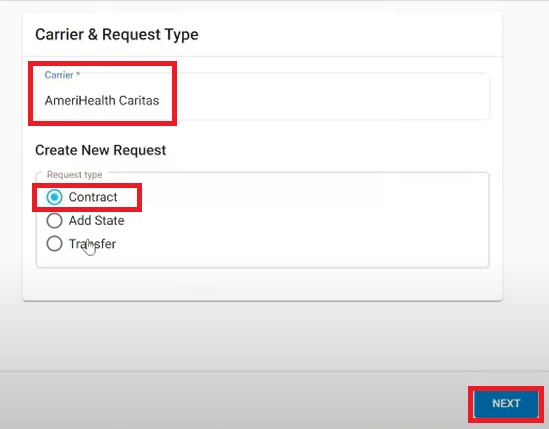 Carrier & Request Type
Carrier *
AmeriHealth Caritas
Create New Request
Request type
Contract
Add State
Transfer
NEXT